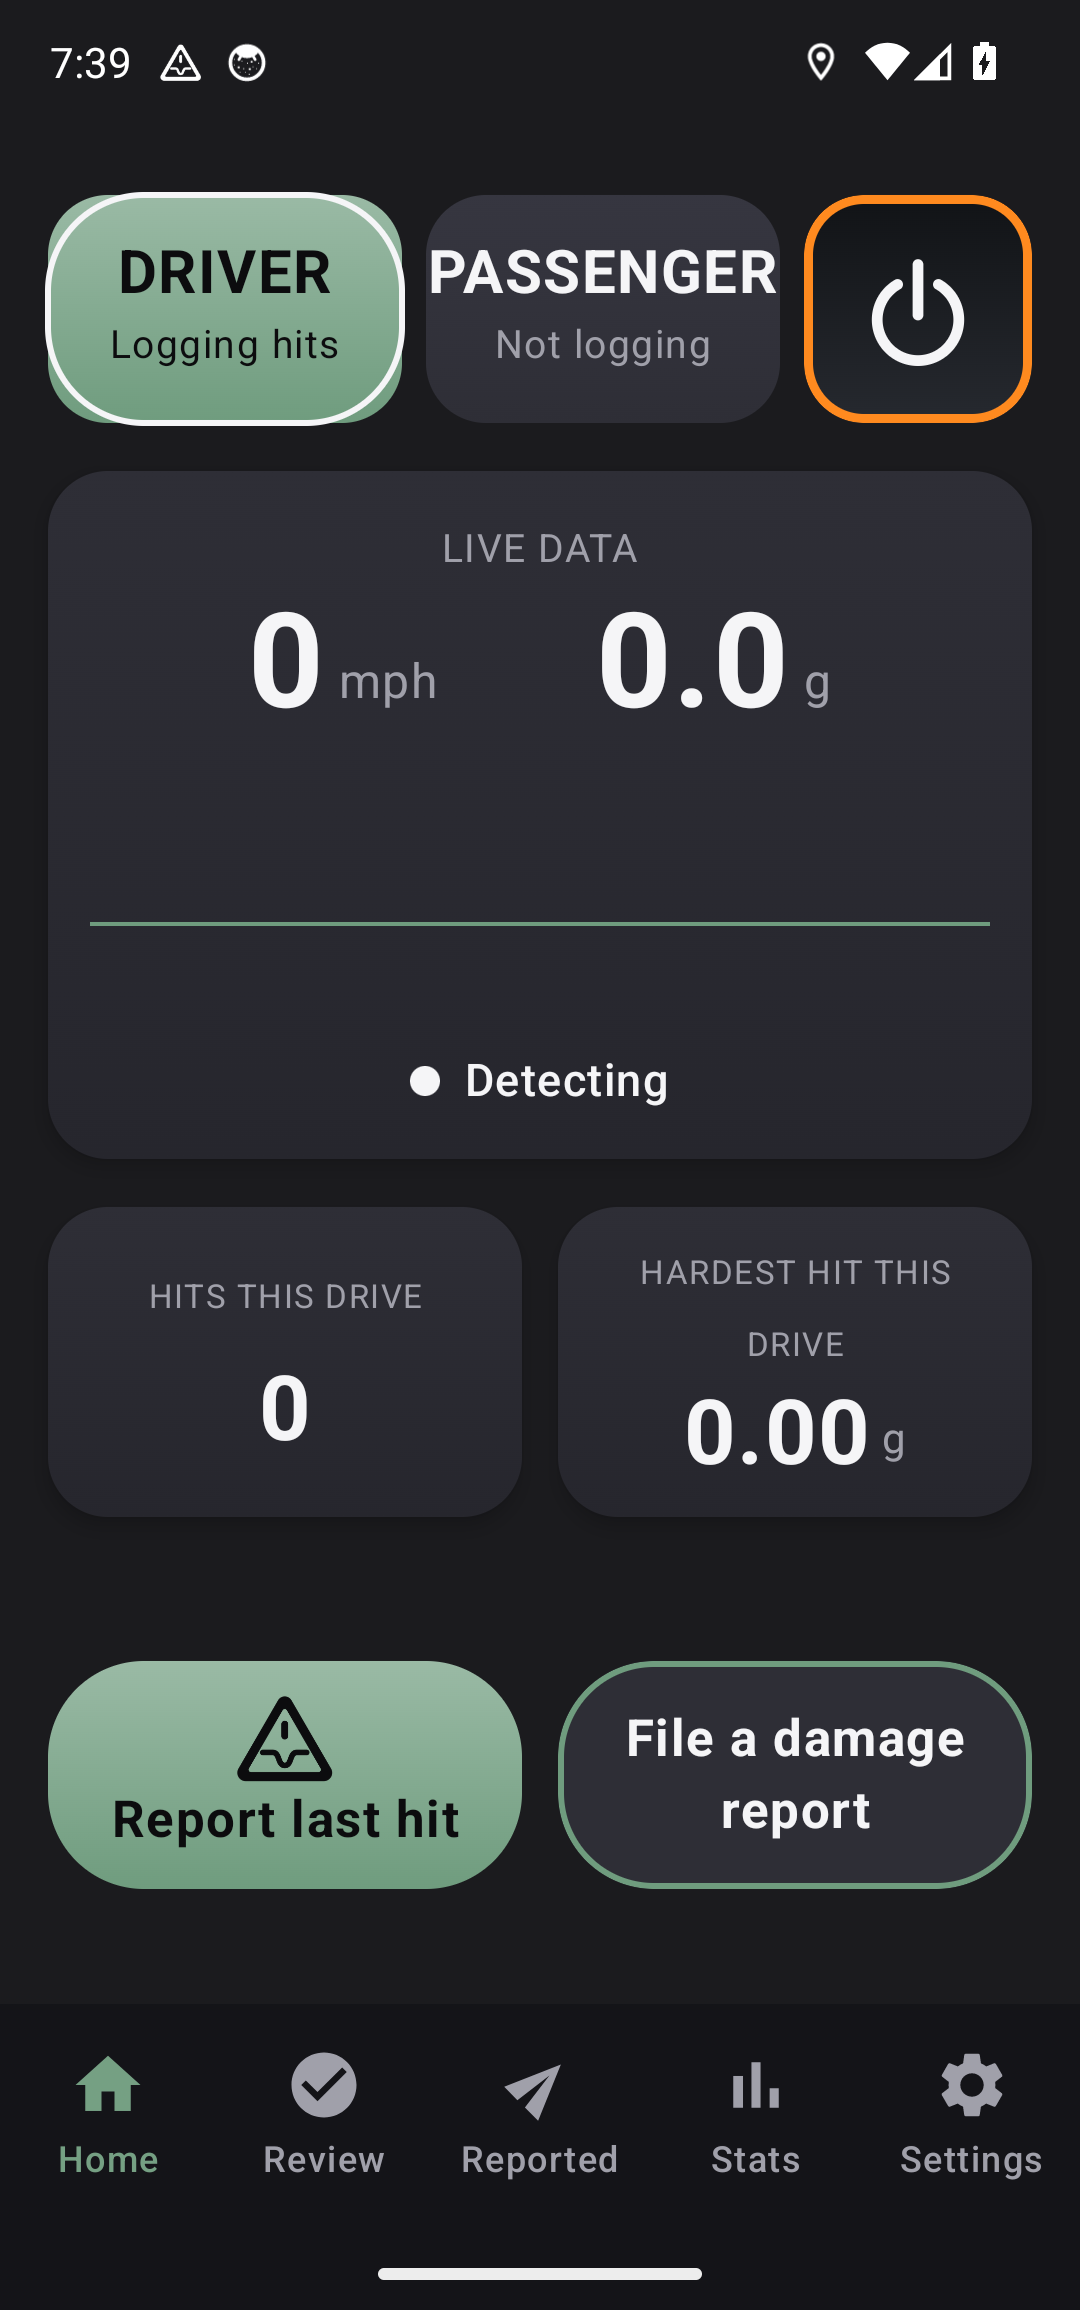 7:39
DRIVER
Logging hits
PASSENGER
Not logging
LIVE DATA
0 mph
0.0 g
Detecting
HITS THIS DRIVE
0
HARDEST HIT THIS
DRIVE
0.00 g
Report last hit
File a damage
report
Home
Review
Reported
Stats
Settings